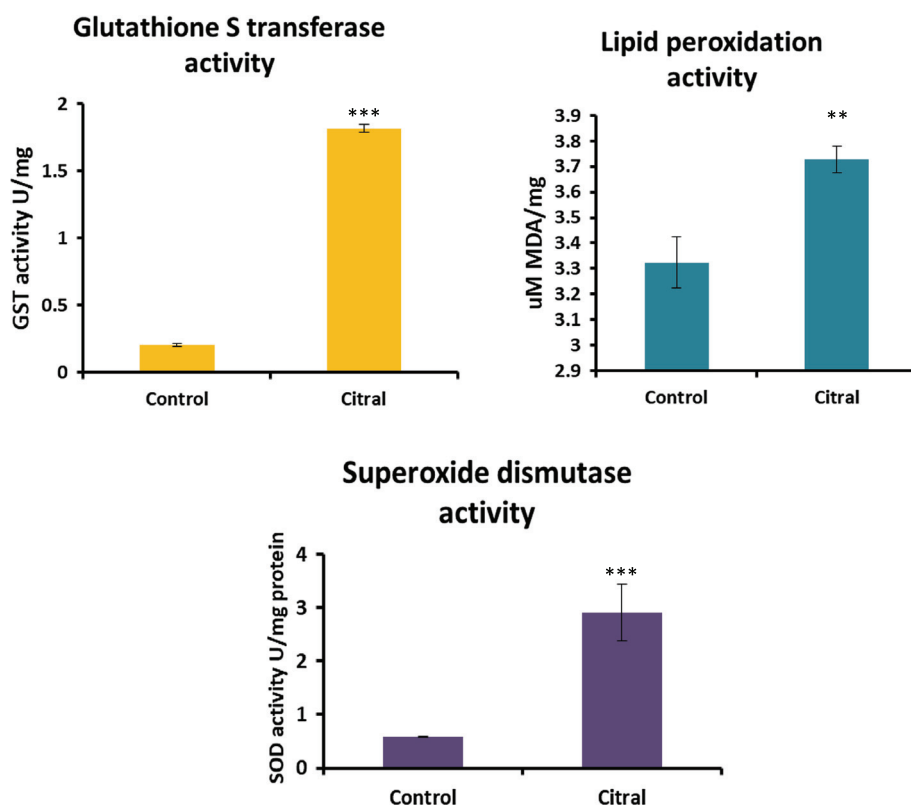 Glutathione S transferase
activity
GST activity U/mg
2
1.5
1
0.5
0
***
Control
Citral
Lipid peroxidation
activity
uM MDA/mg
3.9
3.8
3.7
3.6
3.5
3.4
3.3
3.2
3.1
3
2.9
**
Control
Citral
Superoxide dismutase
activity
SOD activity U/mg protein
4
3
2
1
0
***
Control
Citral